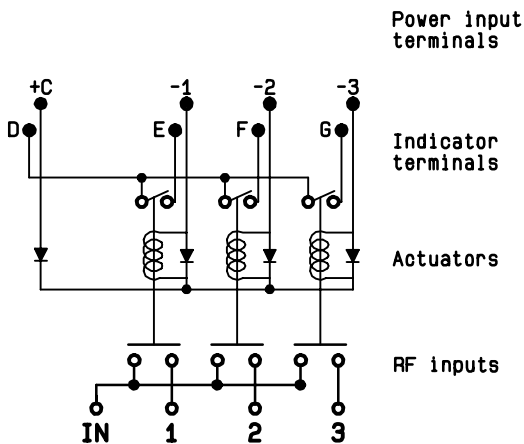 Power input
terminals
+C -1 -2 -3
D E F G
Indicator
terminals
Actuators
RF inputs
IN 1 2 3